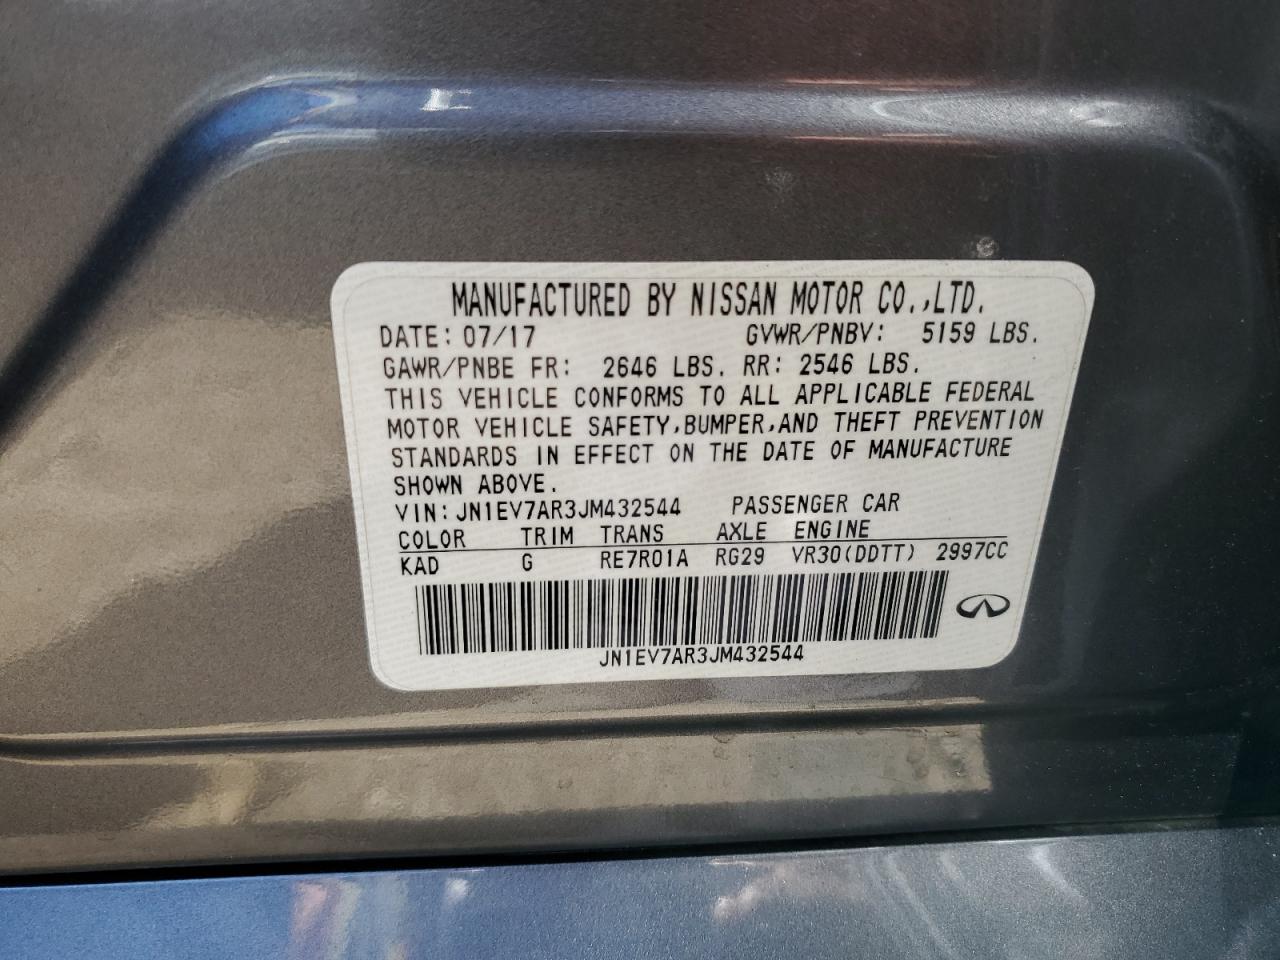 MANUFACTURED BY NISSAN MOTOR CO.,LTD.
DATE: 07/17 GVWR/PNBV: 5159 LBS.
GAWR/PNBE FR: 2646 LBS. RR: 2546 LBS.
THIS VEHICLE CONFORMS TO ALL APPLICABLE FEDERAL
MOTOR VEHICLE SAFETY,BUMPER,AND THEFT PREVENTION
STANDARDS IN EFFECT ON THE DATE OF MANUFACTURE
SHOWN ABOVE.
VIN: JN1EV7AR3JM432544 PASSENGER CAR
COLOR TRIM TRANS AXLE ENGINE
KAD G RE7R01A RG29 VR30(DDTT) 2997CC
JN1EV7AR3JM432544